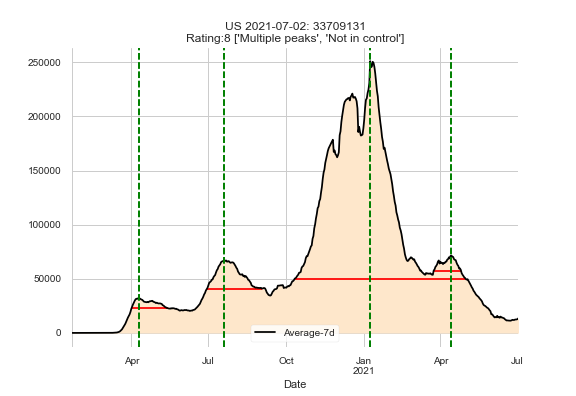 US 2021-07-02: 33709131
Rating:8 ['Multiple peaks', 'Not in control']
250000
200000
150000
100000
50000
0
Average-7d
Apr
Jul
Oct
Jan
2021
Apr
Jul
Date